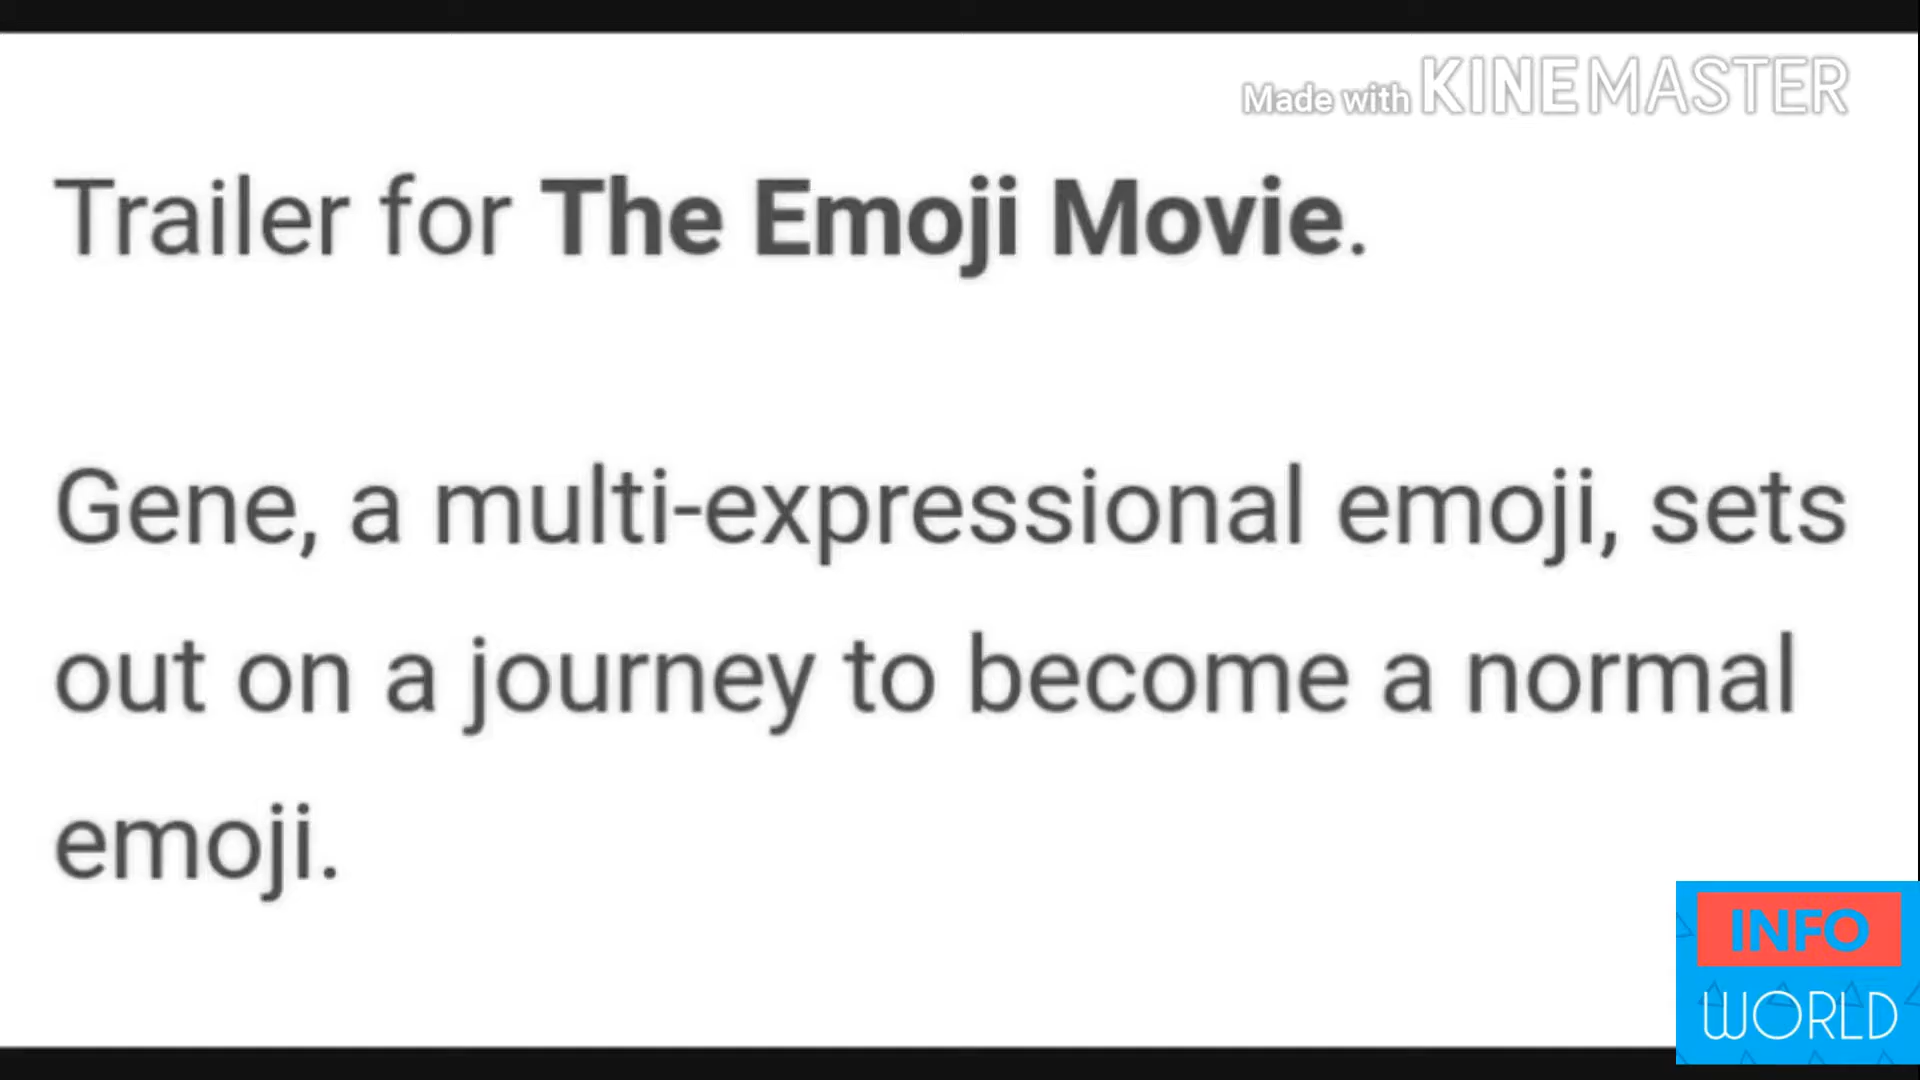 Made with KINEMASTER
Trailer for The Emoji Movie.
Gene, a multi-expressional emoji, sets
out on a journey to become a normal
emoji.
INFO
WORLD